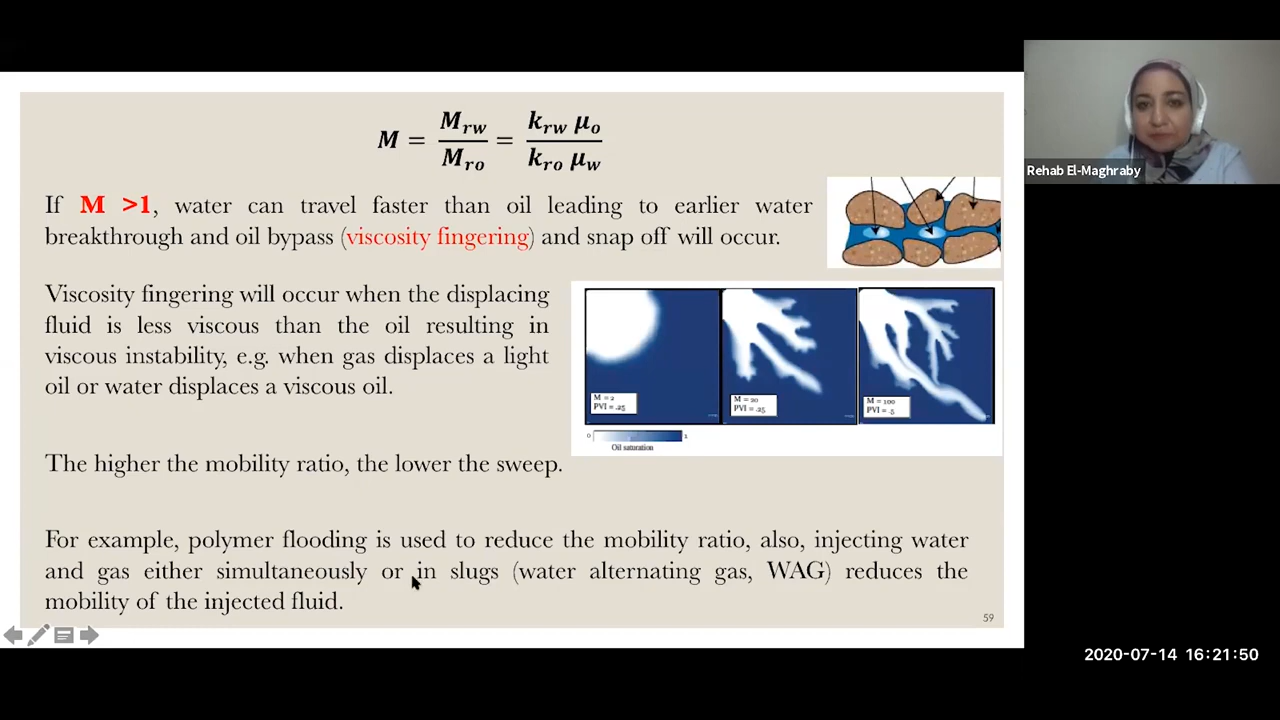 M = M_rw / M_ro = k_rw μ_o / k_ro μ_w
If M >1, water can travel faster than oil leading to earlier water
breakthrough and oil bypass (viscosity fingering) and snap off will occur.
Viscosity fingering will occur when the displacing
fluid is less viscous than the oil resulting in
viscous instability, e.g. when gas displaces a light
oil or water displaces a viscous oil.
M = 2
PVI = .25
M = 20
PVI = .25
M = 100
PVI = .5
0 1
Oil saturation
The higher the mobility ratio, the lower the sweep.
For example, polymer flooding is used to reduce the mobility ratio, also, injecting water
and gas either simultaneously or in slugs (water alternating gas, WAG) reduces the
mobility of the injected fluid.
59
Rehab El-Maghraby
2020-07-14 16:21:50